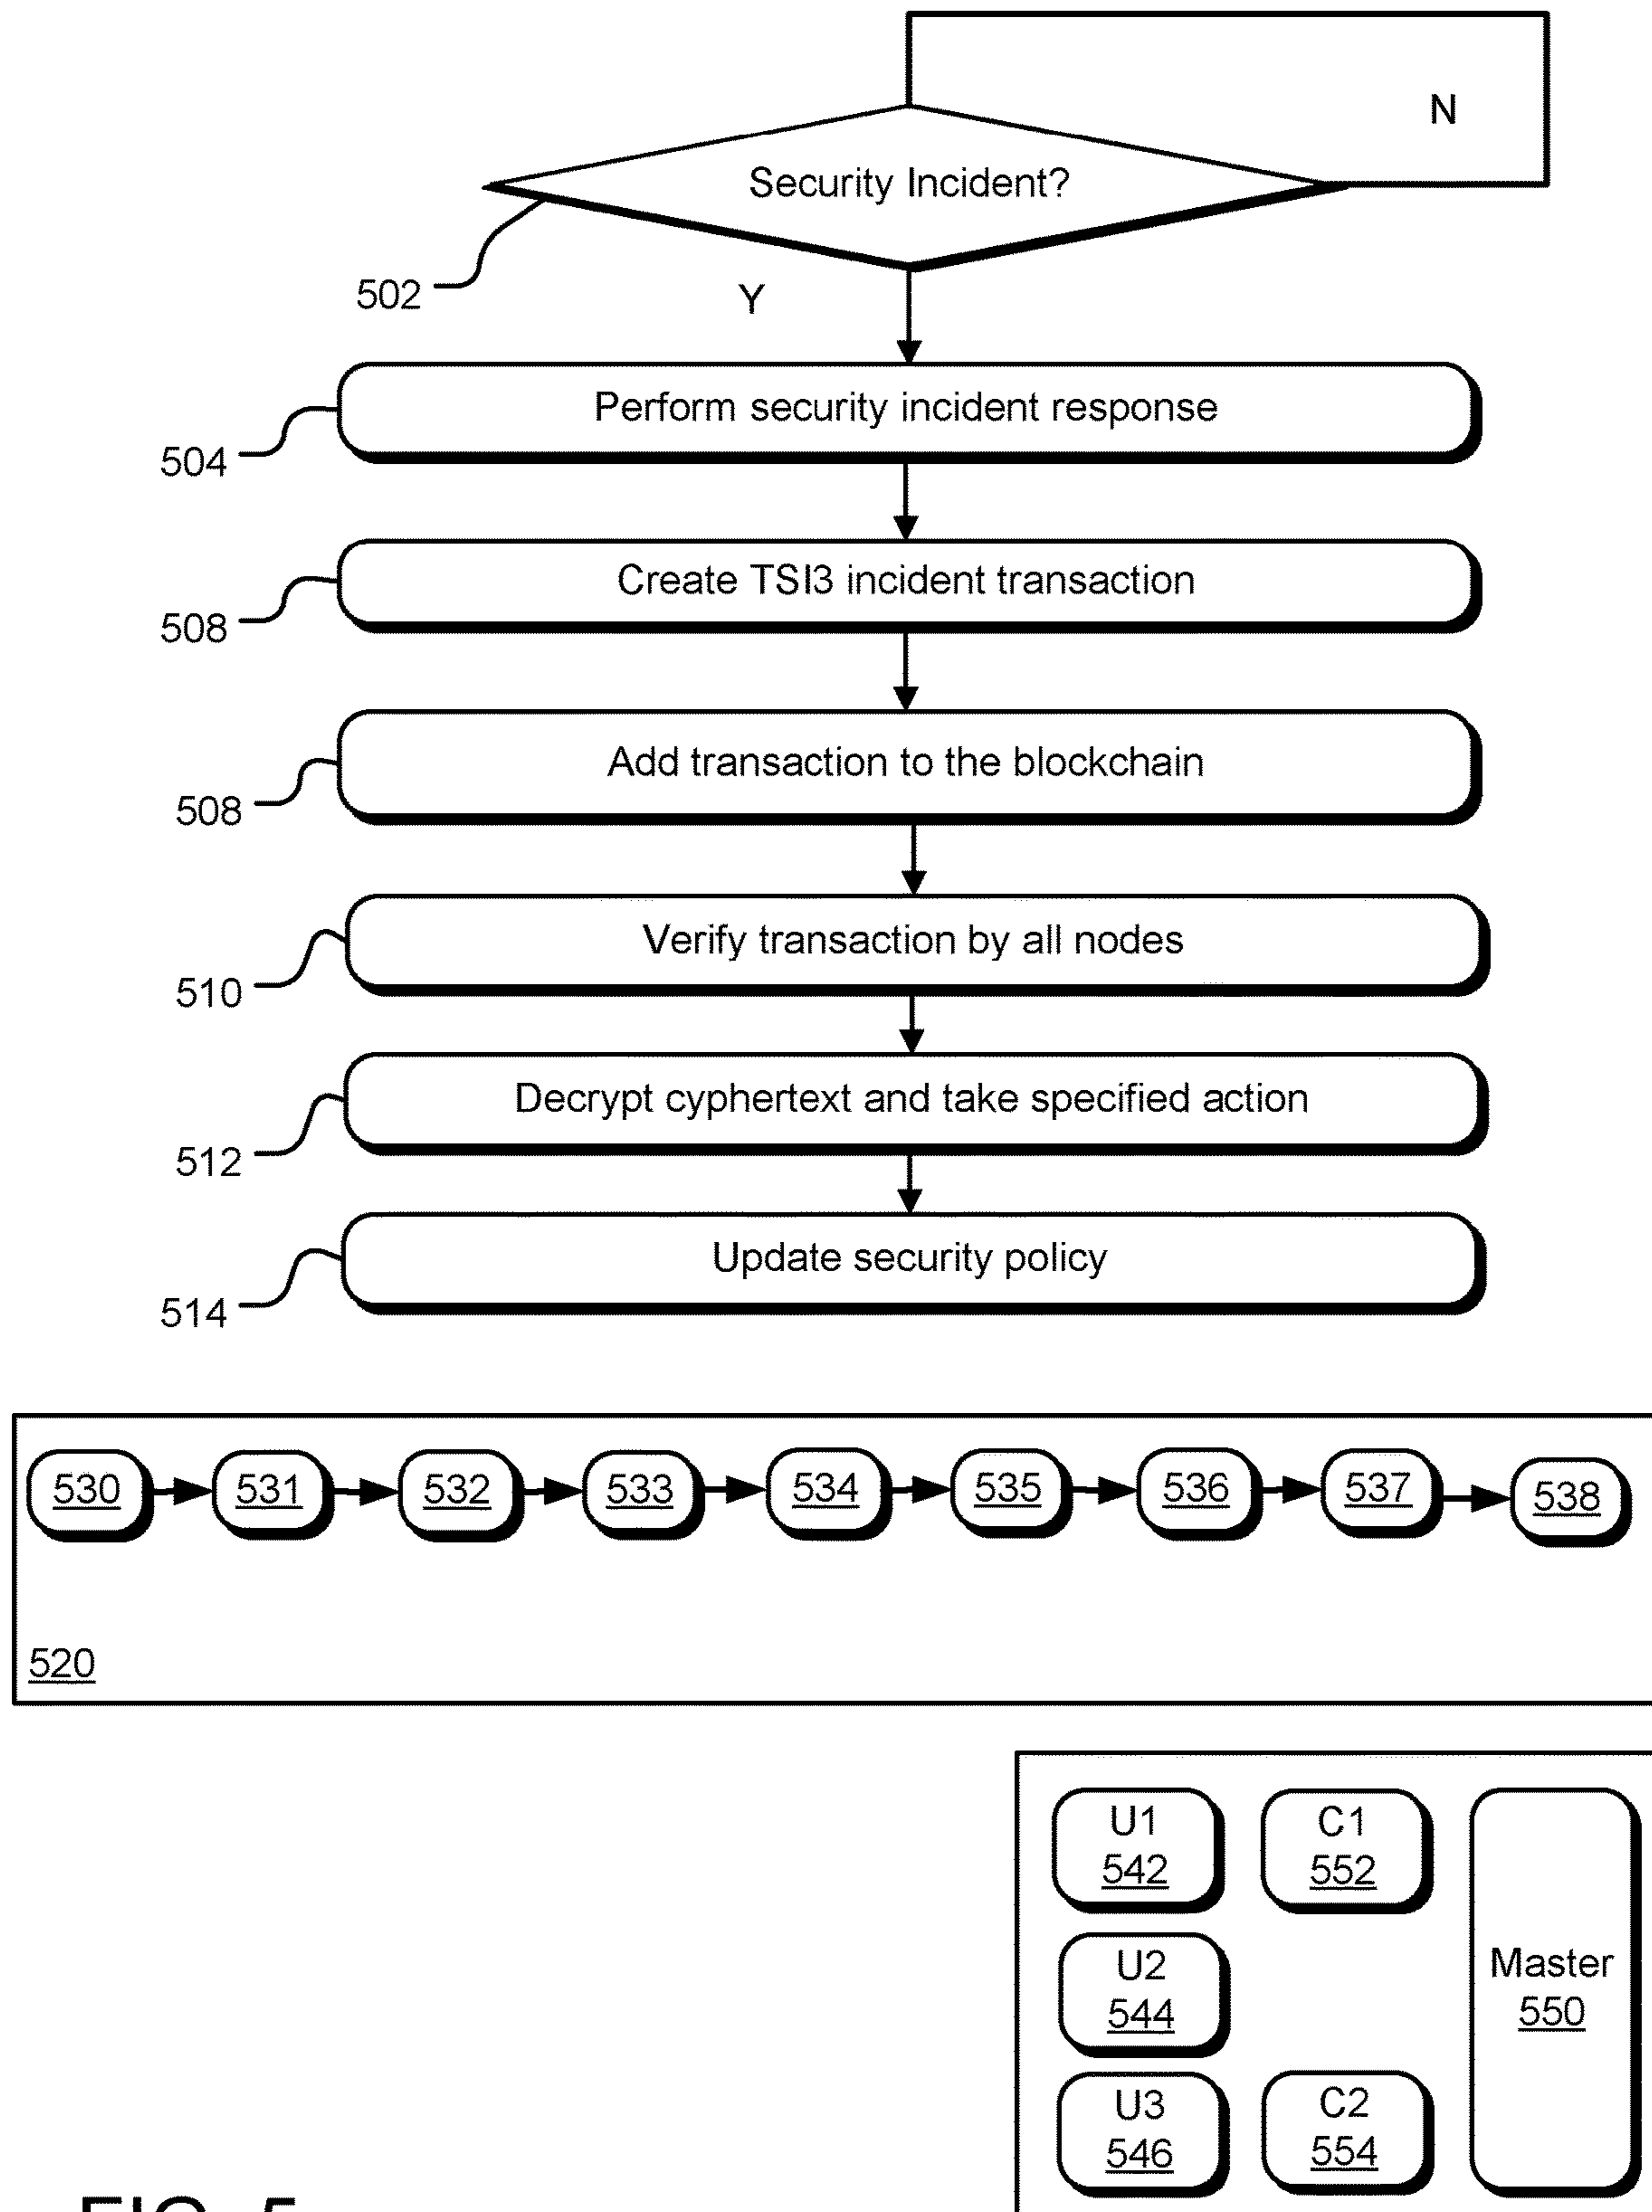 N
Security Incident?
502
Y
Perform security incident response
504
Create TSI3 incident transaction
508
Add transaction to the blockchain
508
Verify transaction by all nodes
510
Decrypt cyphertext and take specified action
512
Update security policy
514
530 531 532 533 534 535 536 537 538
520
U1
542
C1
552
U2
544
Master
550
U3
546
C2
554
FIG. 5